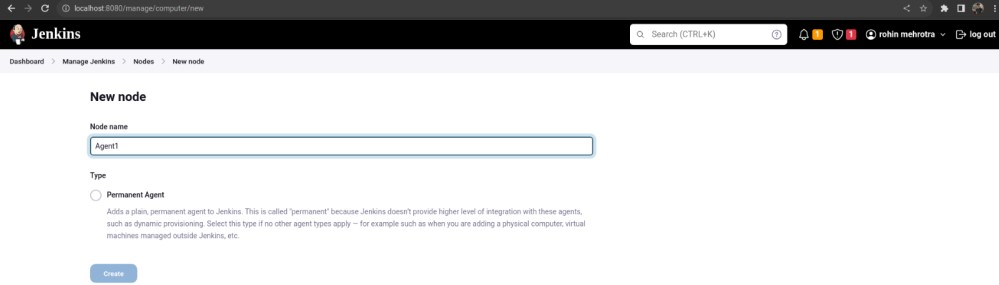 localhost:8080/manage/computer/new
Jenkins
Search (CTRL+K)
?
1
1
rohin mehrotra
log out
Dashboard > Manage Jenkins > Nodes > New node
New node
Node name
Agent1
Type
Permanent Agent
Adds a plain, permanent agent to Jenkins. This is called "permanent" because Jenkins doesn't provide higher level of integration with these agents,
such as dynamic provisioning. Select this type if no other agent types apply — for example such as when you are adding a physical computer, virtual
machines managed outside Jenkins, etc.
Create